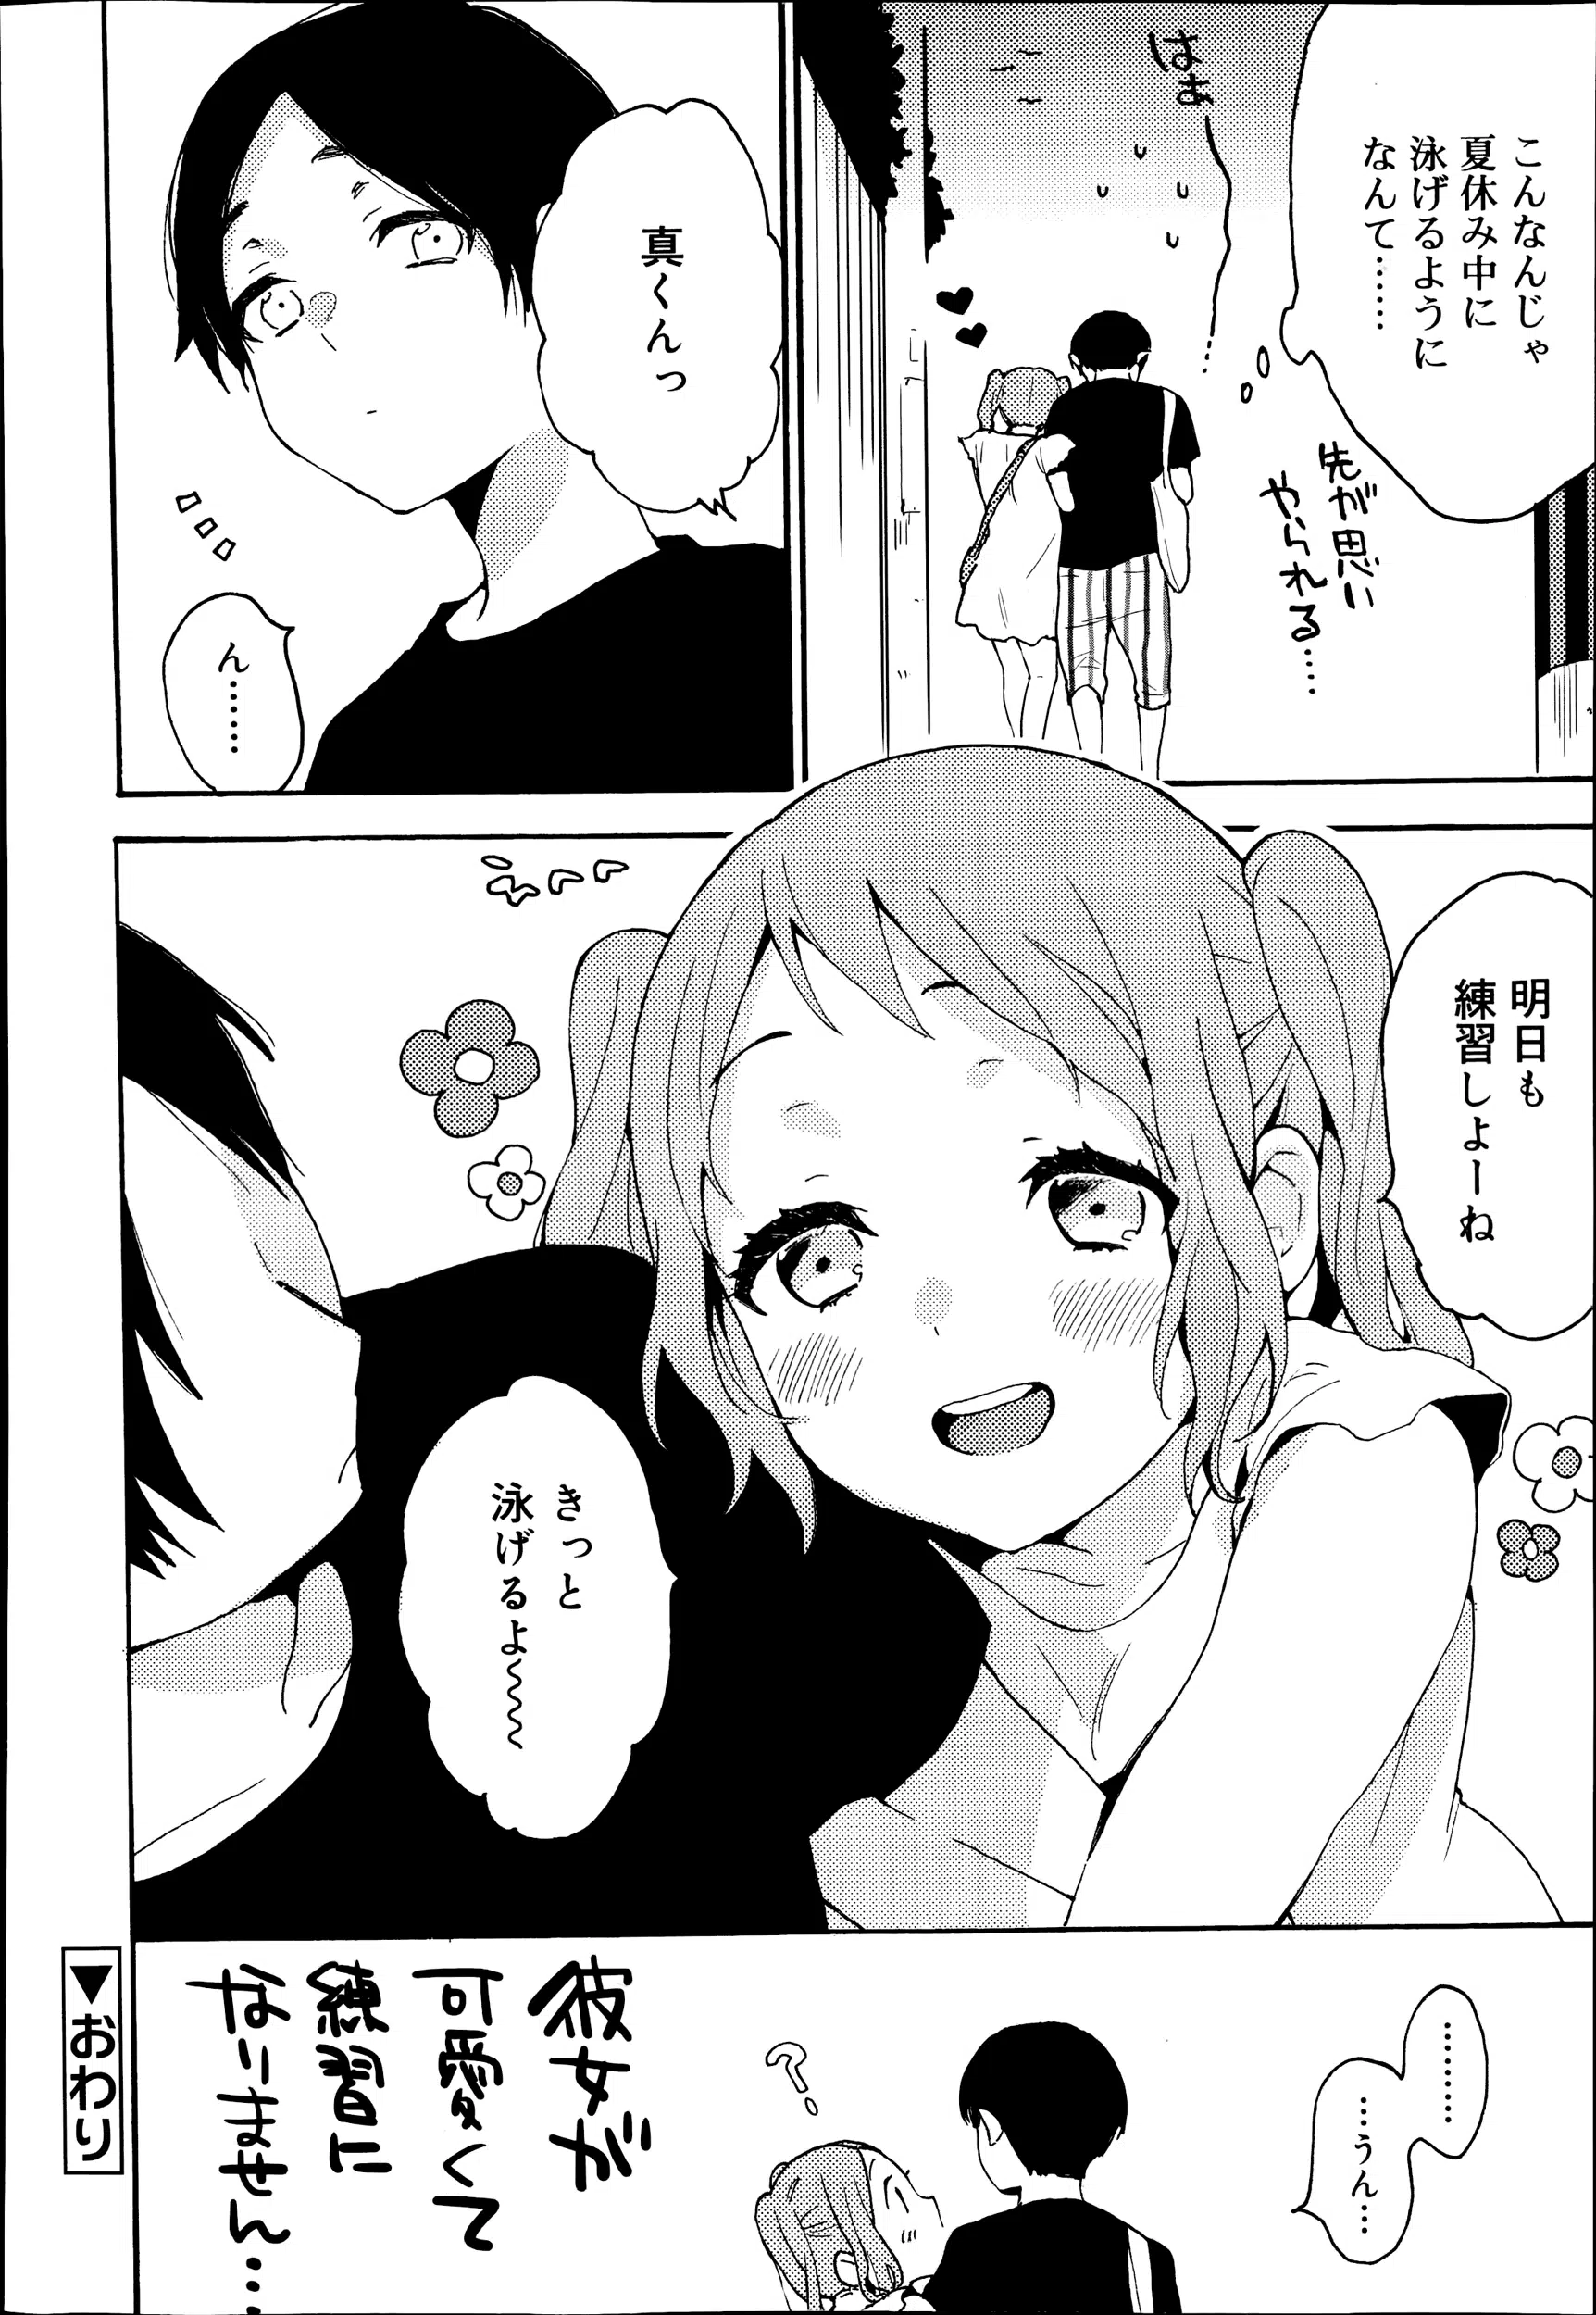 こんなんじゃ
夏休み中に
泳げるように
なんて……
はぁ……
先が思い
やられる……
真くんっ
ん………
明日も
練習しよーね
きっと
泳げるよ～～～
………
…うん…
彼女が
可愛くて
練習に
なりません…
▼おわり